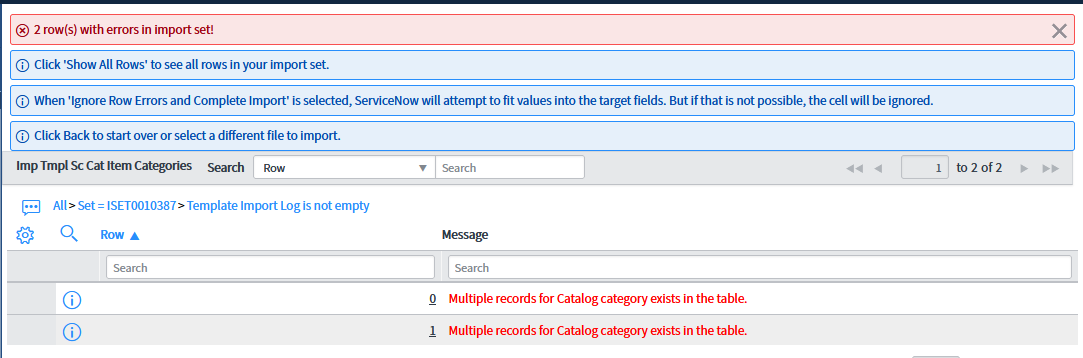 2 row(s) with errors in import set!
Click 'Show All Rows' to see all rows in your import set.
When 'Ignore Row Errors and Complete Import' is selected, ServiceNow will attempt to fit values into the target fields. But if that is not possible, the cell will be ignored.
Click Back to start over or select a different file to import.
Imp Tmpl Sc Cat Item Categories Search Row Search 1 to 2 of 2
All > Set = ISET0010387 > Template Import Log is not empty
Row Message
Search Search
0 Multiple records for Catalog category exists in the table.
1 Multiple records for Catalog category exists in the table.